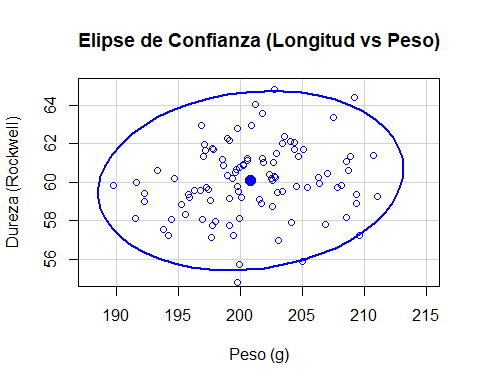 Elipse de Confianza (Longitud vs Peso)
Dureza (Rockwell)
64
62
60
58
56
190 195 200 205 210 215
Peso (g)